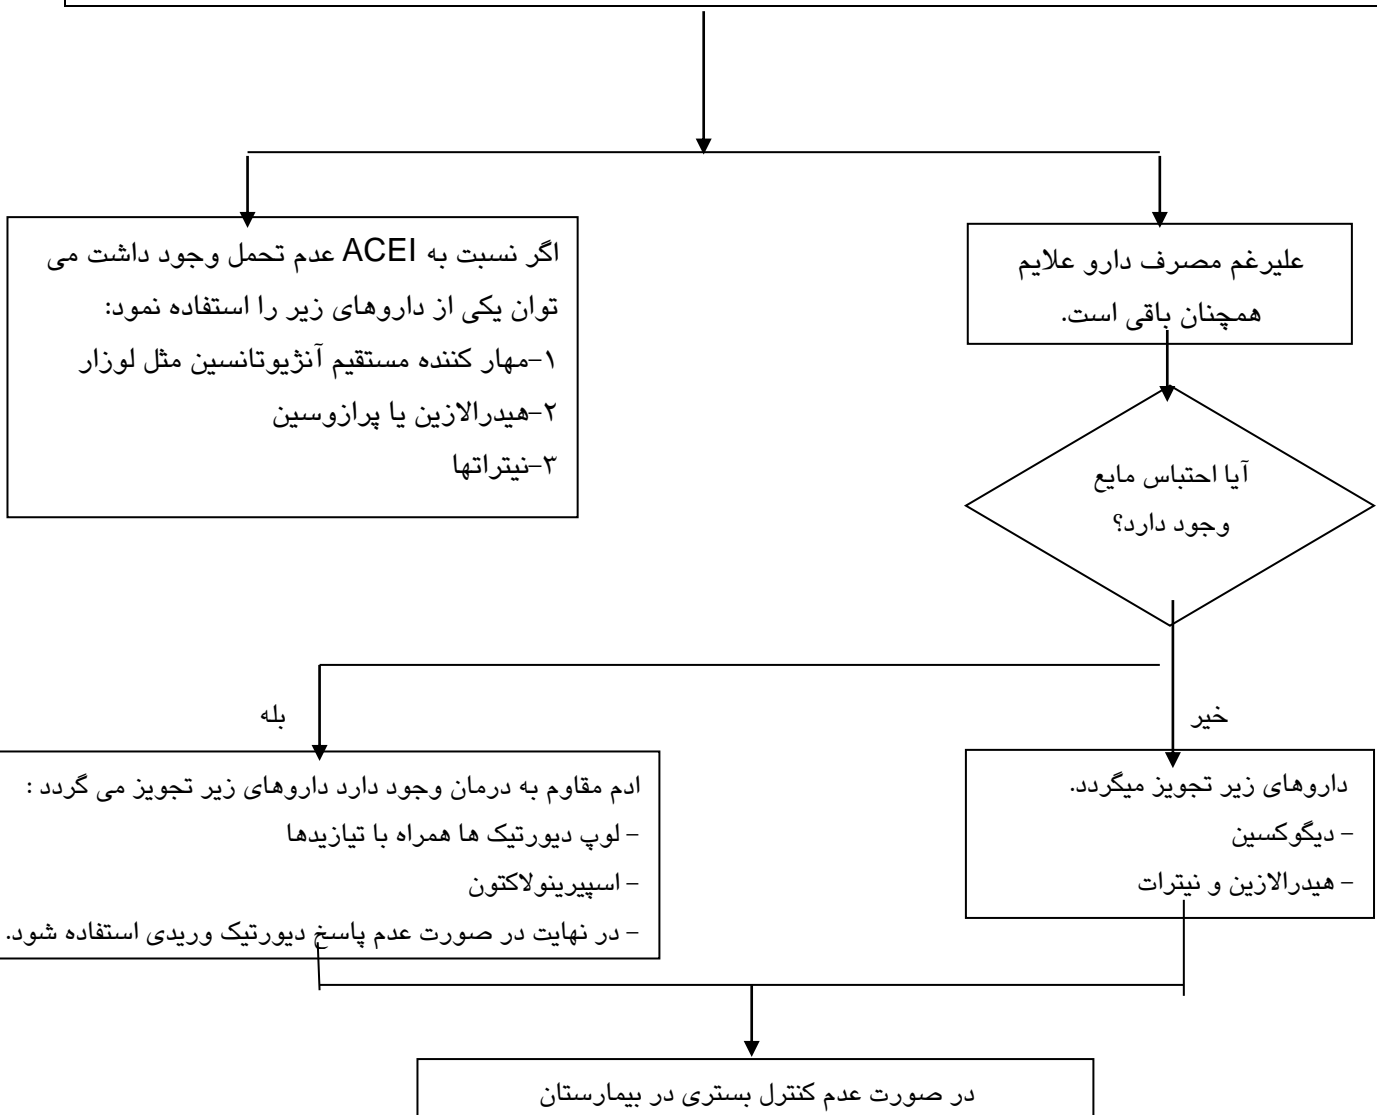 علیرغم مصرف دارو علایم
همچنان باقی است.
اگر نسبت به ACEI عدم تحمل وجود داشت می
توان یکی از داروهای زیر را استفاده نمود:
۱-مهار کننده مستقیم آنژیوتانسین مثل لوزار
۲-هیدرالازین یا پرازوسین
۳-نیتراتها
آیا احتباس مایع
وجود دارد؟
خیر
بله
داروهای زیر تجویز میگردد.
- دیگوکسین
- هیدرالازین و نیترات
ادم مقاوم به درمان وجود دارد داروهای زیر تجویز می گردد :
- لوپ دیورتیک ها همراه با تیازیدها
- اسپیرینولاکتون
- در نهایت در صورت عدم پاسخ دیورتیک وریدی استفاده شود.
در صورت عدم کنترل بستری در بیمارستان